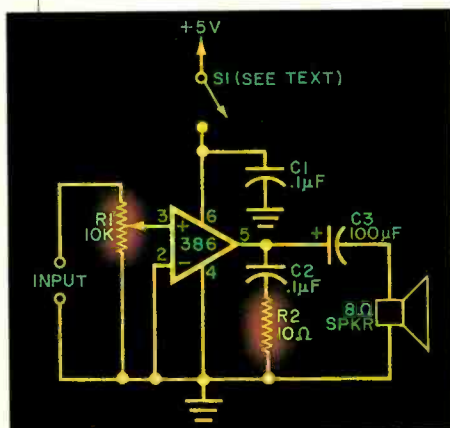 +5V
S1 (SEE TEXT)
C1
.1µF
R1
10K
3
+
6
386
5
2
−
4
+
C3
100µF
C2
.1µF
INPUT
R2
10Ω
8Ω
SPKR